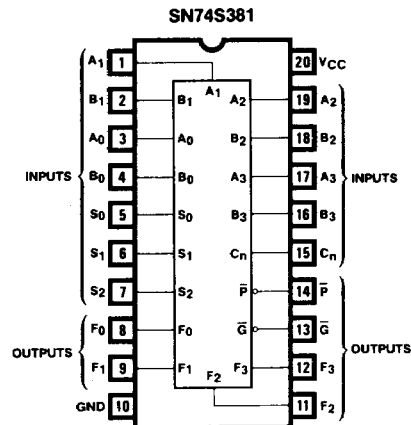 SN74S381
A1 1 A1 20 VCC
B1 2 B1 A2 19 A2
A0 3 A0 B2 18 B2
INPUTS B0 4 B0 A3 17 A3 INPUTS
S0 5 S0 B3 16 B3
S1 6 S1 Cn 15 Cn
S2 7 S2 P̅ 14 P̅
F0 8 F0 G̅ 13 G̅
OUTPUTS F1 9 F1 F3 12 F3 OUTPUTS
GND 10 F2 11 F2